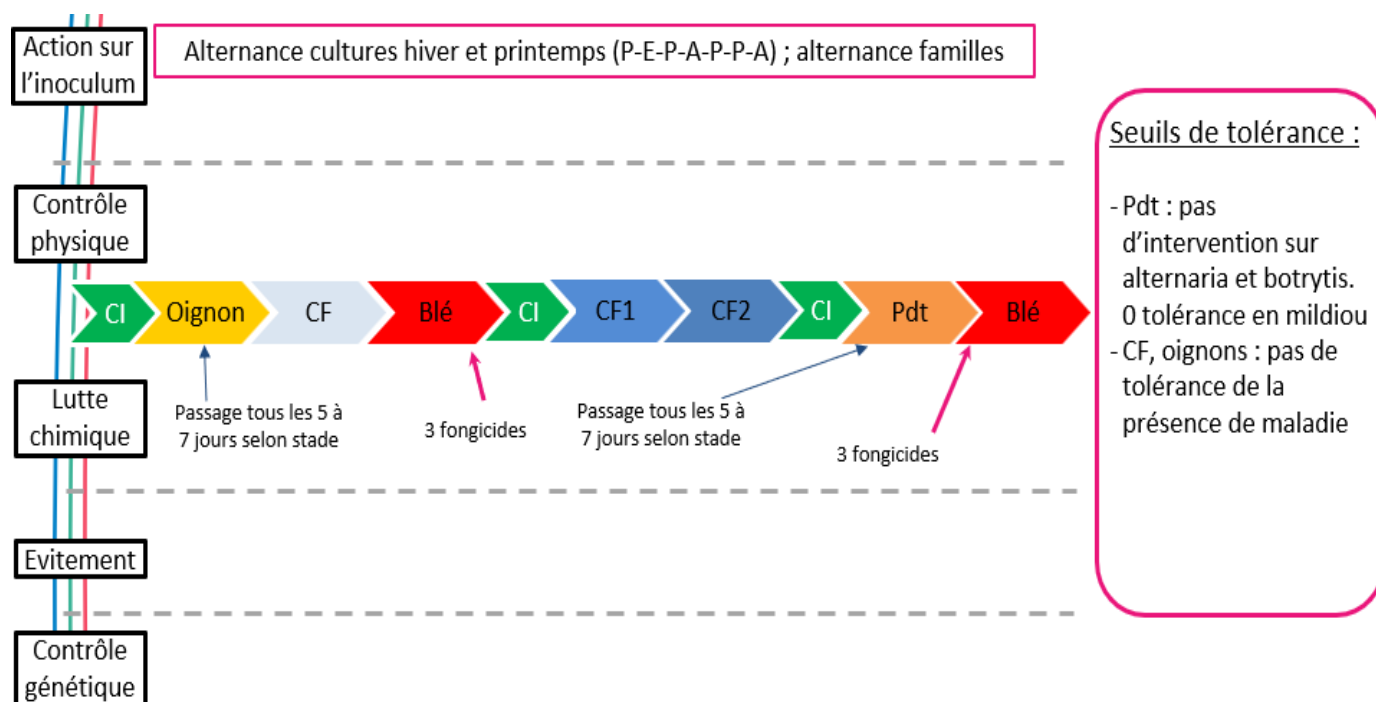 Action sur
l’inoculum
Alternance cultures hiver et printemps (P-E-P-A-P-P-A) ; alternance familles
Contrôle
physique
CI
Oignon
CF
Blé
CI
CF1
CF2
CI
Pdt
Blé
Lutte
chimique
Passage tous les 5 à
7 jours selon stade
3 fongicides
Passage tous les 5 à
7 jours selon stade
3 fongicides
Evitement
Contrôle
génétique
Seuils de tolérance :
- Pdt : pas
d’intervention sur
alternaria et botrytis.
0 tolérance en mildiou
- CF, oignons : pas de
tolérance de la
présence de maladie